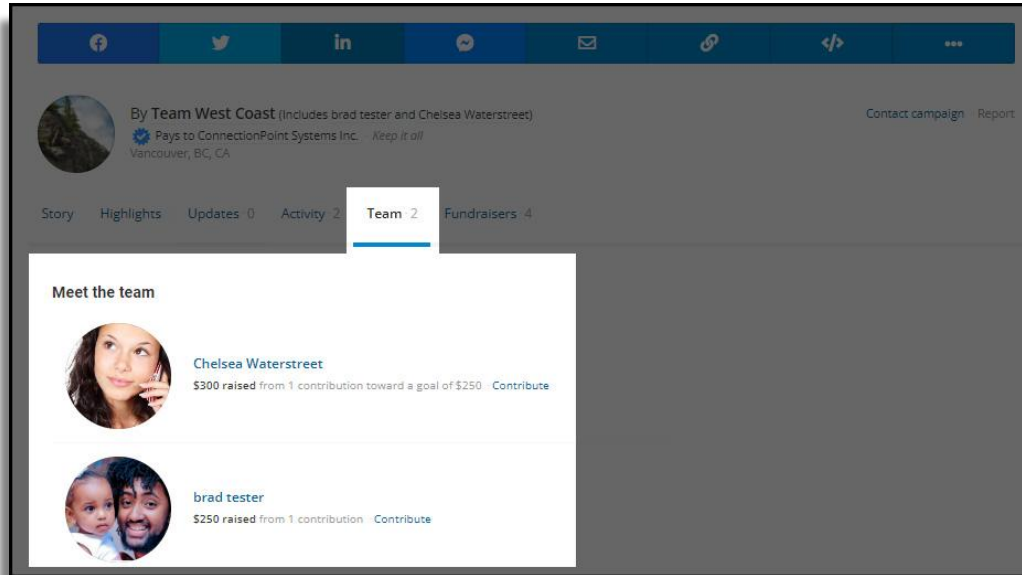 in
By Team West Coast (Includes brad tester and Chelsea Waterstreet)
Contact campaign · Report
Pays to ConnectionPoint Systems Inc. · Keep it all
Vancouver, BC, CA
Story Highlights Updates 0 Activity 2 Team 2 Fundraisers 4
Meet the team
Chelsea Waterstreet
$300 raised from 1 contribution toward a goal of $250 Contribute
brad tester
$250 raised from 1 contribution Contribute